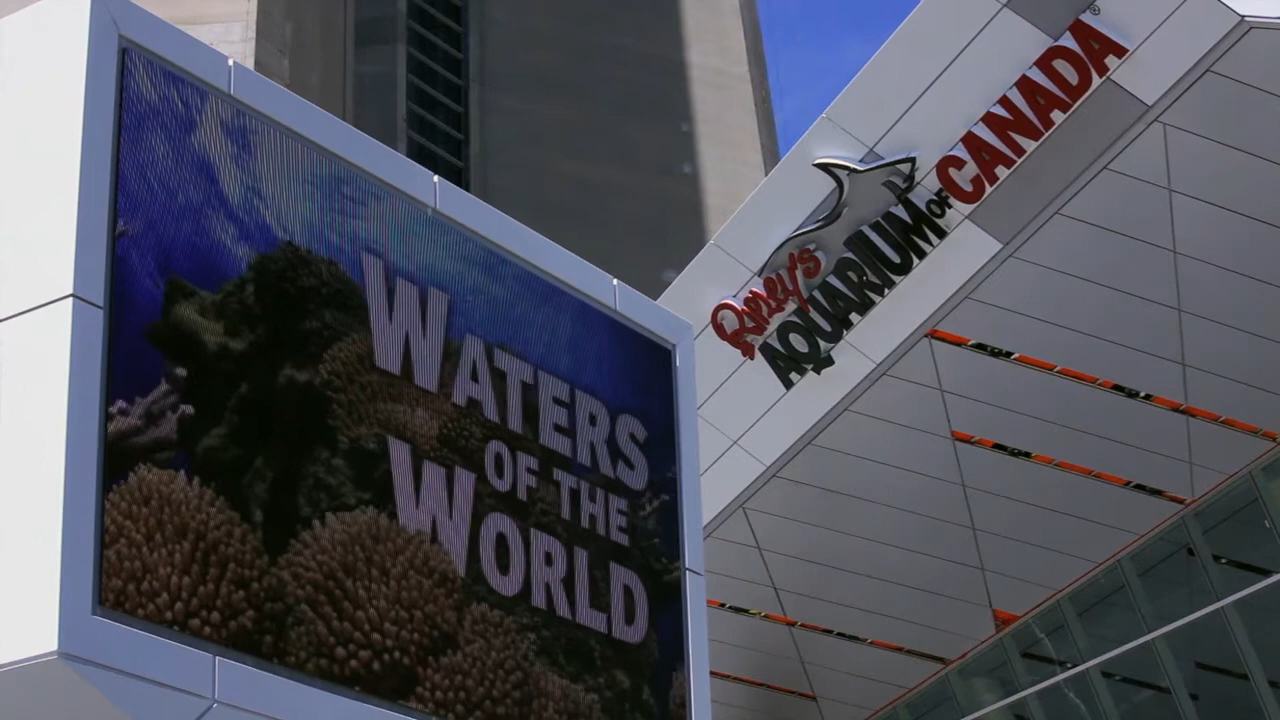 WATERS
OF THE
WORLD
Ripley's
AQUARIUM OF CANADA